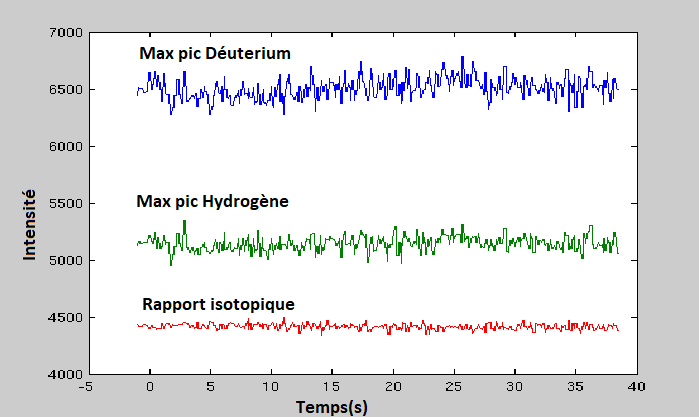 7000
Max pic Déuterium
6500
6000
5500
Max pic Hydrogène
Intensité
5000
Rapport isotopique
4500
4000
-5 0 5 10 15 20 25 30 35 40
Temps(s)